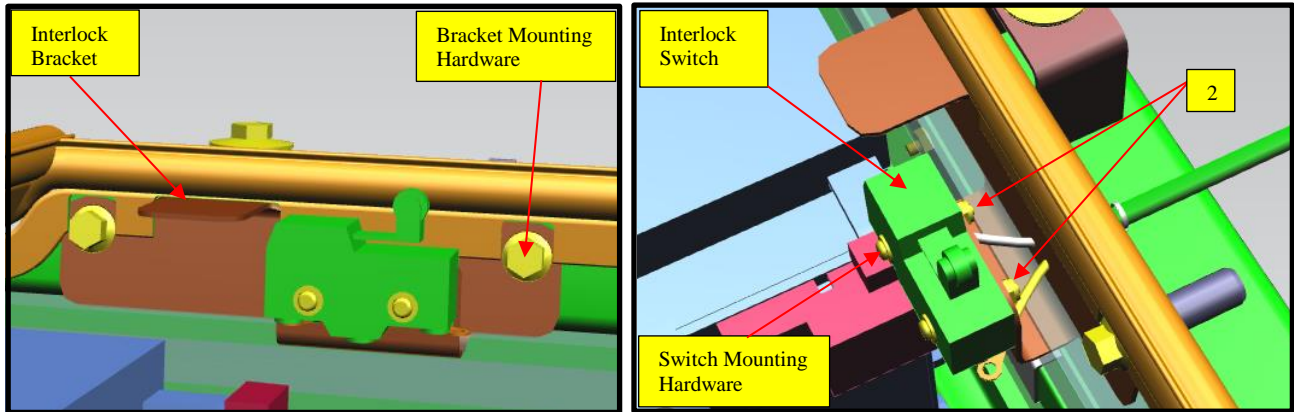 Interlock
Bracket
Bracket Mounting
Hardware
Interlock
Switch
2
Switch Mounting
Hardware